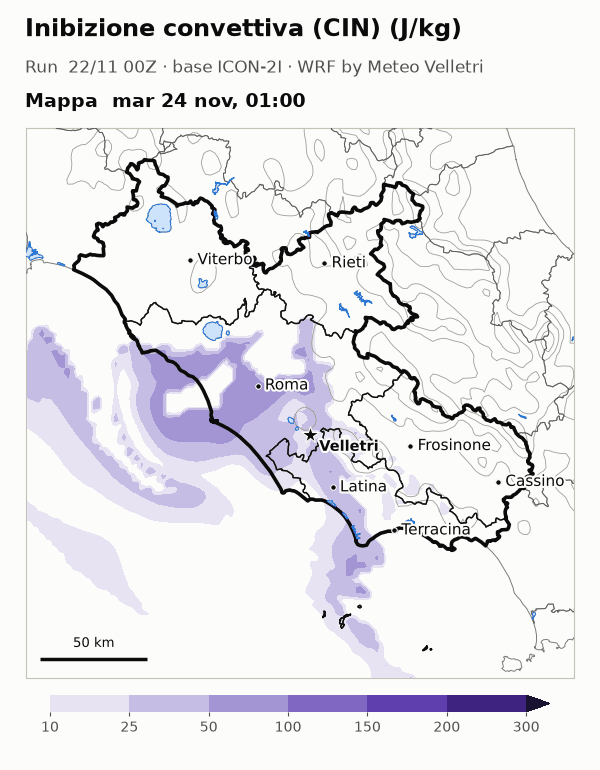 Inibizione convettiva (CIN) (J/kg)
Run  22/11 00Z · base ICON-2I · WRF by Meteo Velletri
Mappa  mar 24 nov, 01:00
Viterbo
Rieti
Roma
Velletri
Frosinone
Latina
Cassino
Terracina
50 km
10 25 50 100 150 200 300